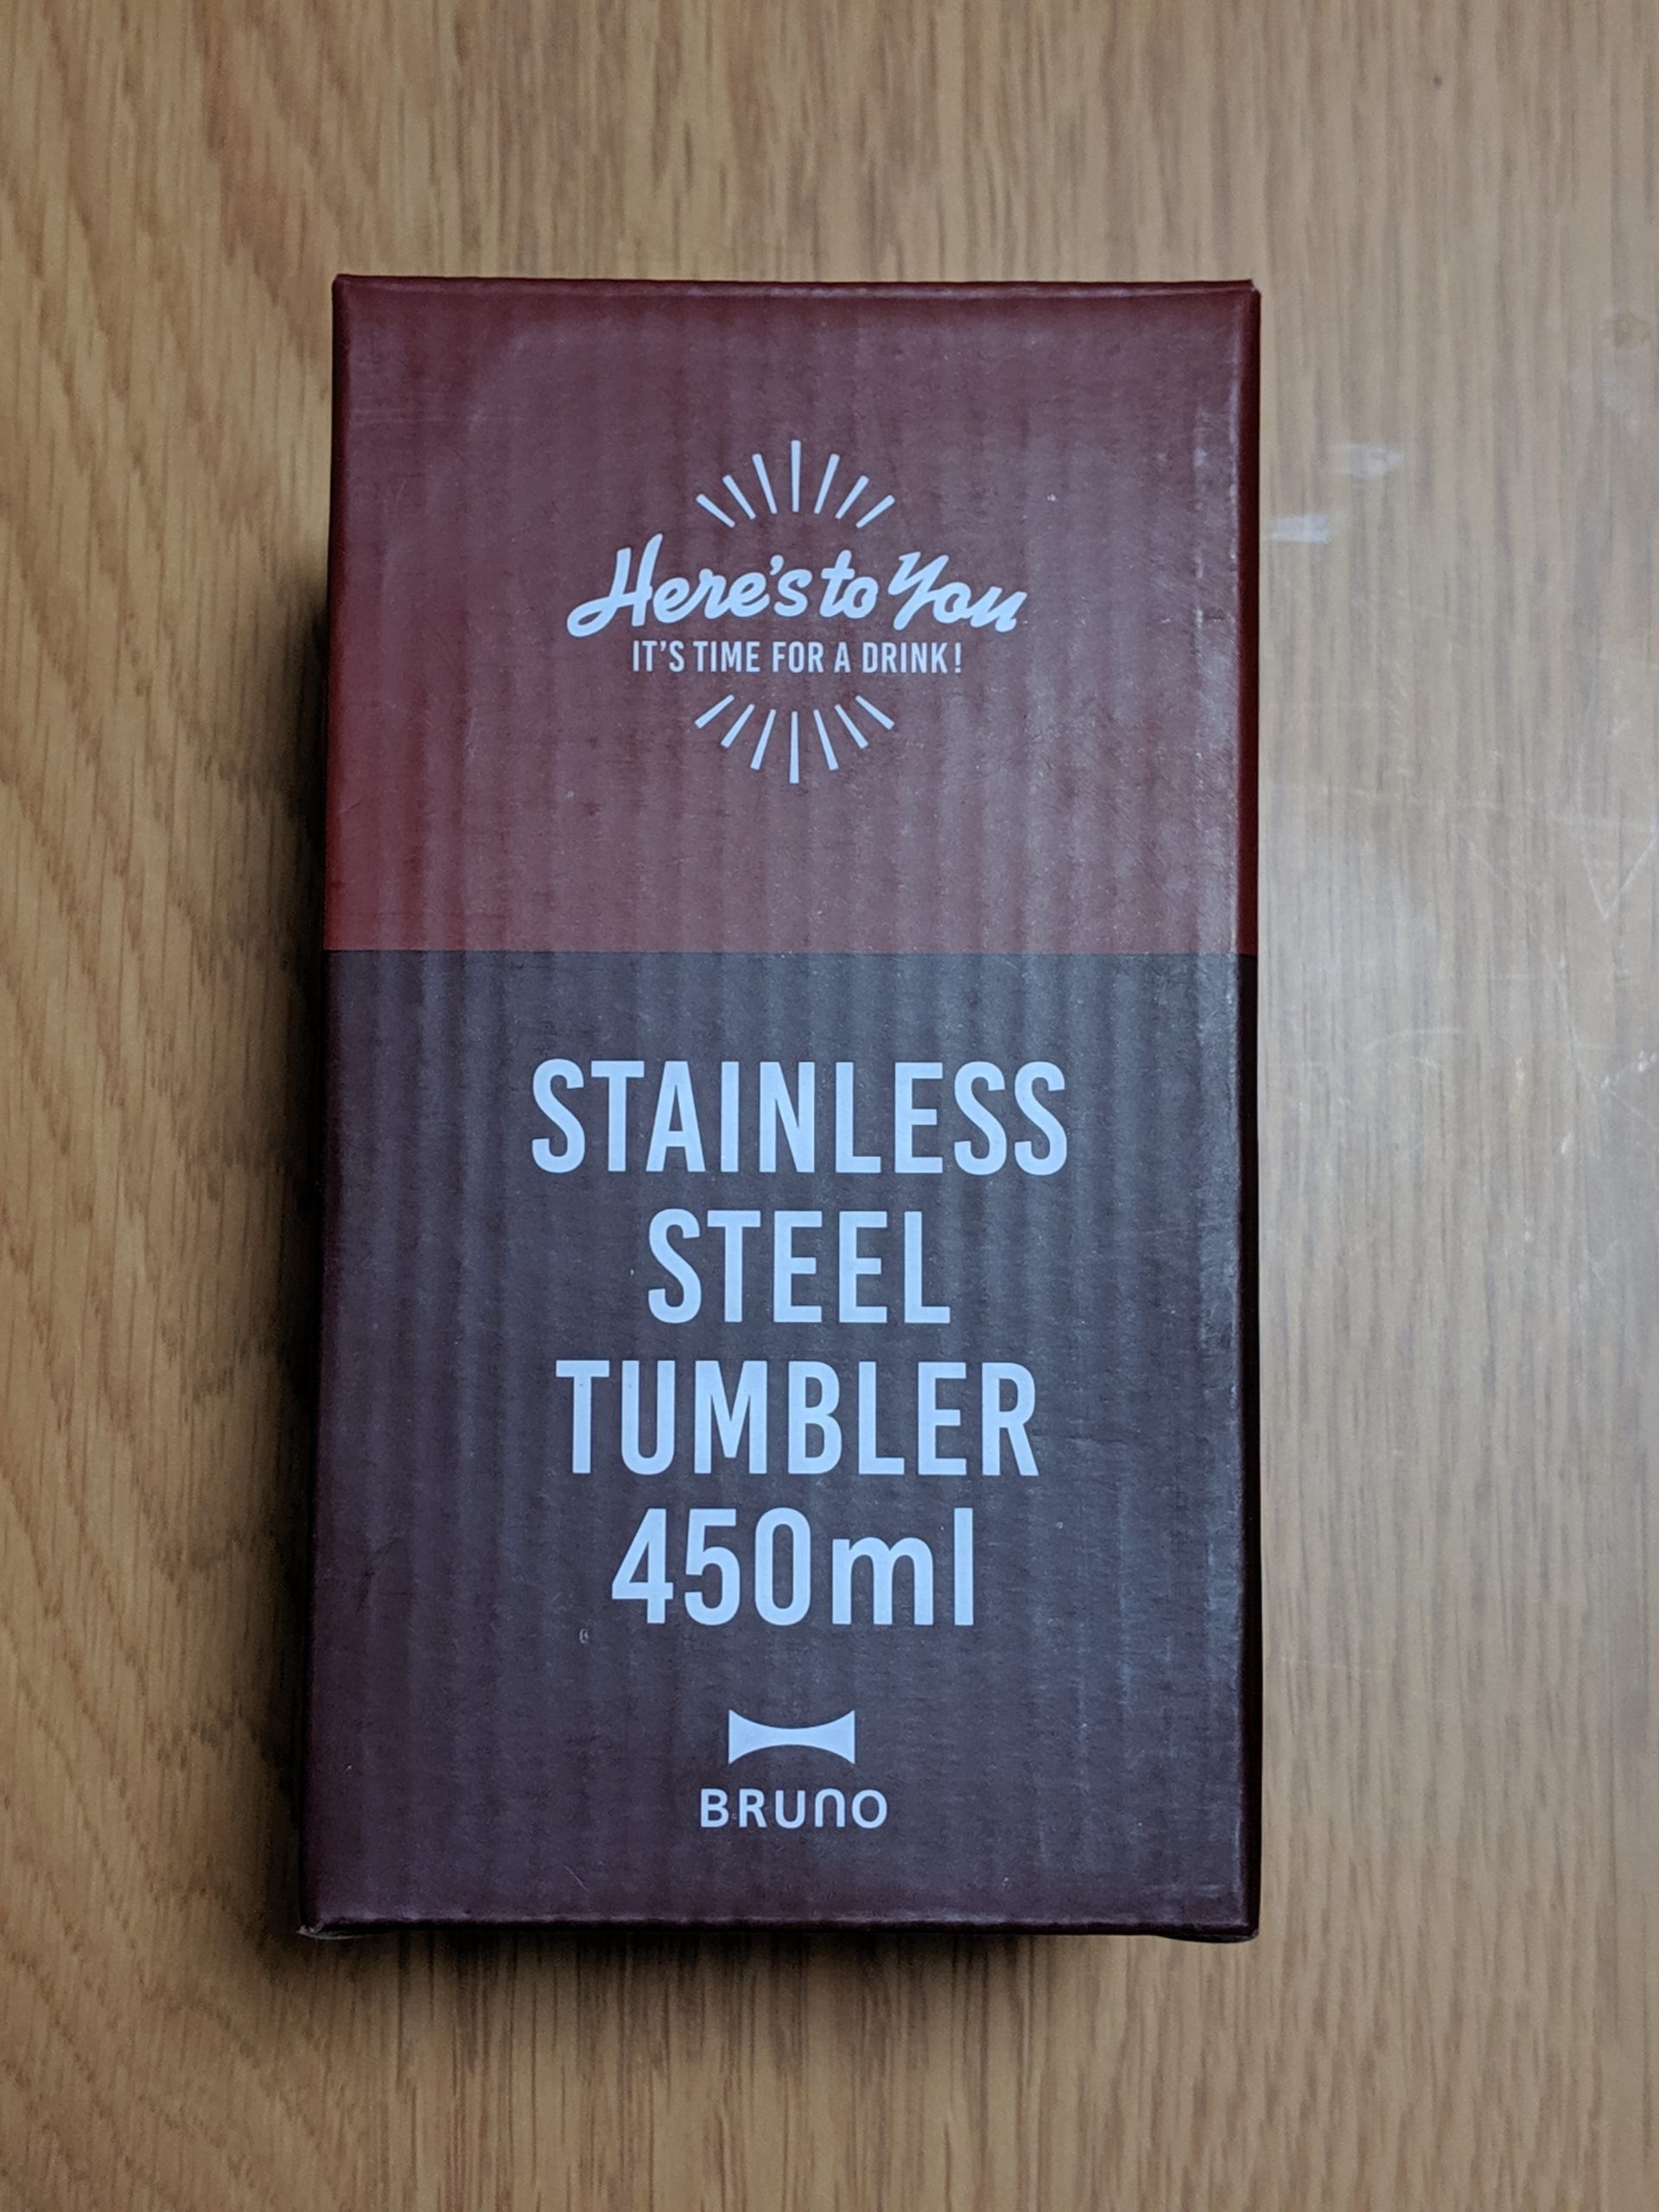 Here's to You
IT'S TIME FOR A DRINK!
STAINLESS
STEEL
TUMBLER
450ml
BRUNO